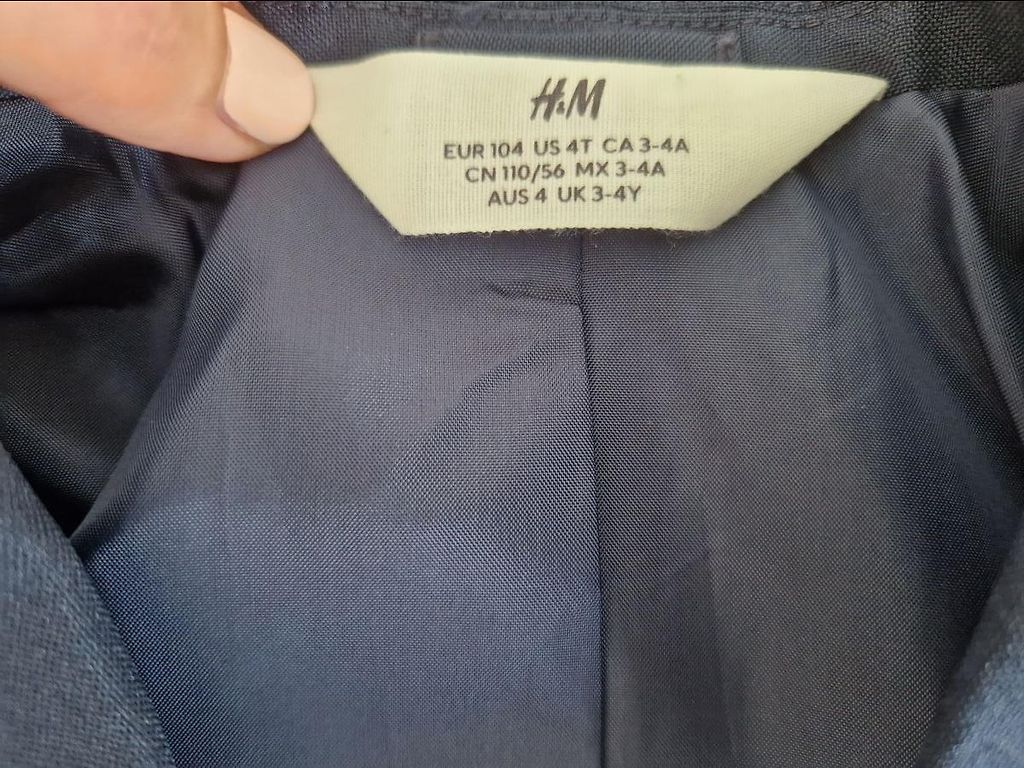 H&M
EUR 104 US 4T CA 3-4A
CN 110/56 MX 3-4A
AUS 4 UK 3-4Y